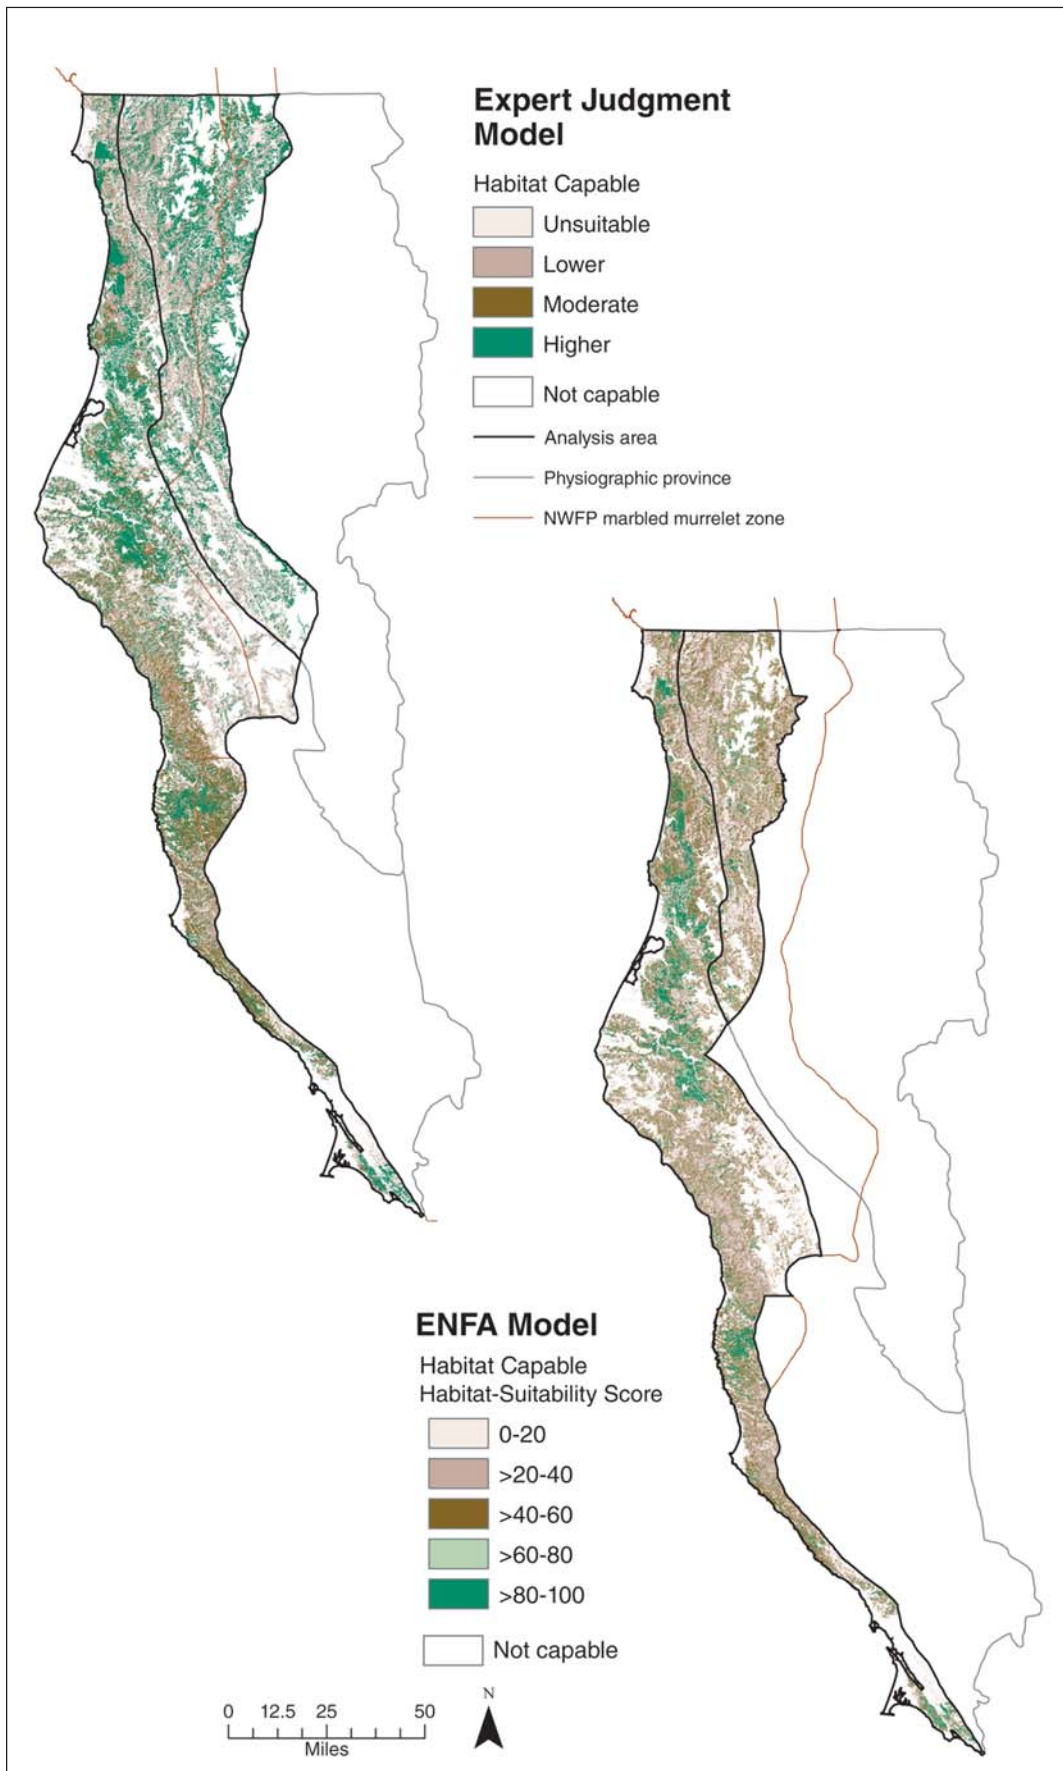 Expert Judgment
Model
Habitat Capable
Unsuitable
Lower
Moderate
Higher
Not capable
Analysis area
Physiographic province
NWFP marbled murrelet zone
ENFA Model
Habitat Capable
Habitat-Suitability Score
0-20
>20-40
>40-60
>60-80
>80-100
Not capable
N
0 12.5 25 50
Miles